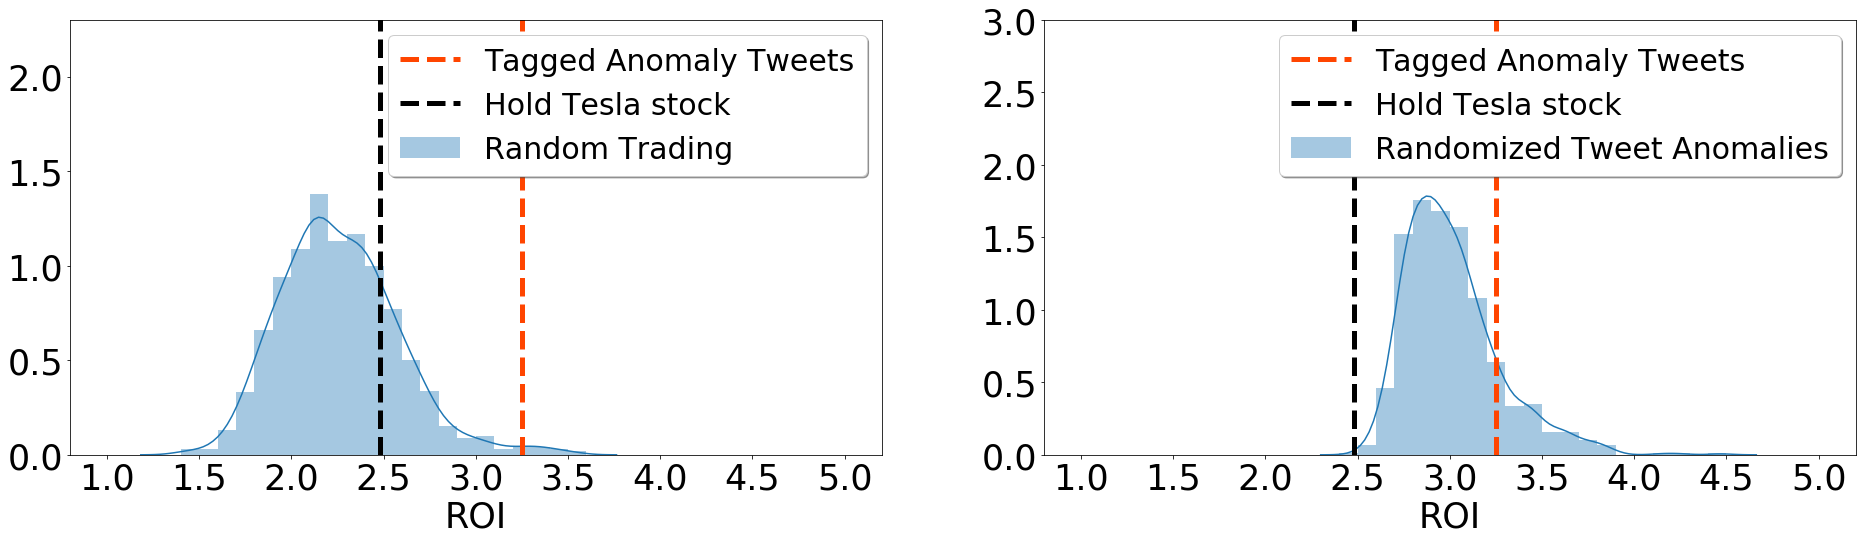 2.0
1.5
1.0
0.5
0.0
1.0 1.5 2.0 2.5 3.0 3.5 4.0 4.5 5.0
ROI
Tagged Anomaly Tweets
Hold Tesla stock
Random Trading
3.0
2.5
2.0
1.5
1.0
0.5
0.0
1.0 1.5 2.0 2.5 3.0 3.5 4.0 4.5 5.0
ROI
Tagged Anomaly Tweets
Hold Tesla stock
Randomized Tweet Anomalies